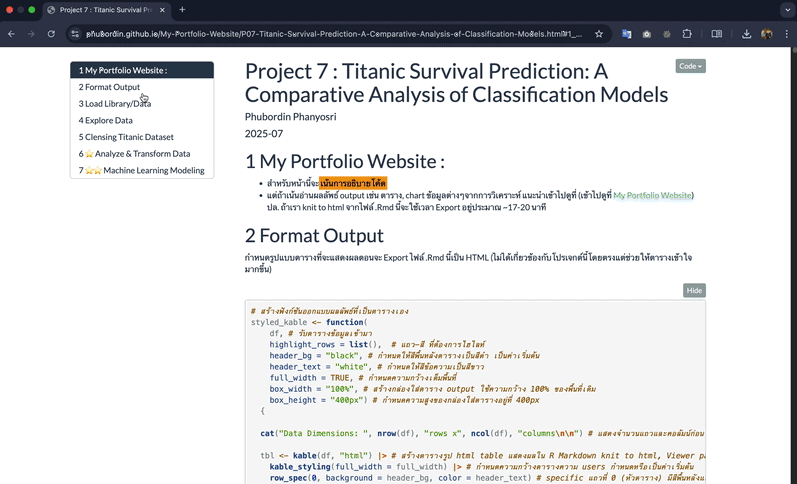 Project 7 : Titanic Survival Pre
phubordin.github.io/My-Portfolio-Website/P07-Titanic-Survival-Prediction-A-Comparative-Analysis-of-Classification-Models.html#1_...
1 My Portfolio Website :
2 Format Output
3 Load Library/Data
4 Explore Data
5 Clensing Titanic Dataset
6 ⭐ Analyze & Transform Data
7 ⭐⭐ Machine Learning Modeling
Code
Project 7 : Titanic Survival Prediction: A
Comparative Analysis of Classification Models
Phubordin Phanyosri
2025-07
1 My Portfolio Website :
• สำหรับหน้านี้จะเน้นการอธิบายโค้ด
• แต่ถ้าเน้นอ่านผลลัพธ์ output เช่น ตาราง, chart ข้อมูลต่างๆจากการวิเคราะห์ แนะนำเข้าไปดูที่ (เข้าไปดูที่ My Portfolio Website)
ปล. ถ้าเรา knit to html จากไฟล์ .Rmd นี้จะใช้เวลา Export อยู่ประมาณ ~17-20 นาที
2 Format Output
กำหนดรูปแบบตารางที่จะแสดงผลตอนจะ Export ไฟล์ .Rmd นี้เป็น HTML (ไม่ได้เกี่ยวข้องกับโปรเจกต์นี้โดยตรงแต่ช่วยให้ตารางเข้าใจ
มากขึ้น)
Hide
# สร้างฟังก์ชันออกแบบผลลัพธ์ที่เป็นตารางเอง
styled_kable <- function(
df, # รับตารางข้อมูลเข้ามา
highlight_rows = list(), # แถว-สี ที่ต้องการไฮไลท์
header_bg = "black", # กำหนดให้สีพื้นหลังตารางเป็นสีดำ เป็นค่าเริ่มต้น
header_text = "white", # กำหนดให้สีข้อความเป็นสีขาว
full_width = TRUE, # กำหนดความกว้างเต็มพื้นที่
box_width = "100%", # สร้างกล่องใส่ตาราง output ใช้ความกว้าง 100% ของพื้นที่เดิม
box_height = "400px") # กำหนดความสูงของกล่องใส่ตารางอยู่ที่ 400px
{
cat("Data Dimensions: ", nrow(df), "rows x", ncol(df), "columns\n\n") # แสดงจำนวนแถวและคอลัมน์ก่อน
tbl <- kable(df, "html") |> # สร้างตารางรูป html table แสดงผลใน R Markdown knit to html, Viewer pa
kable_styling(full_width = full_width) |> # กำหนดความกว้างตารางตาม users กำหนดหรือเป็นค่าเริ่มต้น
row_spec(0, background = header_bg, color = header_text) # specific แถวที่ 0 (หัวตาราง) มีสีพื้นหลังแ